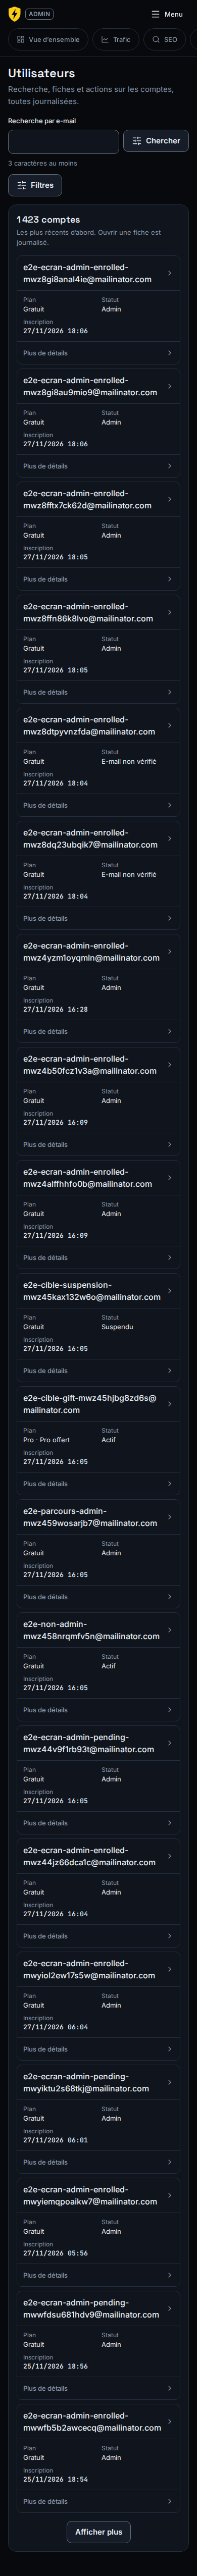 ADMIN
Menu
Vue d'ensemble
Trafic
SEO
Utilisateurs
Recherche, fiches et actions sur les comptes,
toutes journalisées.
Recherche par e-mail
Chercher
3 caractères au moins
Filtres
1 423 comptes
Les plus récents d'abord. Ouvrir une fiche est
journalisé.
e2e-ecran-admin-enrolled-
mwz8gi8anal4ie@mailinator.com
Plan
Statut
Gratuit
Admin
Inscription
27/11/2026 18:06
Plus de détails
e2e-ecran-admin-enrolled-
mwz8gi8au9mio9@mailinator.com
Plan
Statut
Gratuit
Admin
Inscription
27/11/2026 18:06
Plus de détails
e2e-ecran-admin-enrolled-
mwz8fftx7ck62d@mailinator.com
Plan
Statut
Gratuit
Admin
Inscription
27/11/2026 18:05
Plus de détails
e2e-ecran-admin-enrolled-
mwz8ffn86k8lvo@mailinator.com
Plan
Statut
Gratuit
Admin
Inscription
27/11/2026 18:05
Plus de détails
e2e-ecran-admin-enrolled-
mwz8dtpyvnzfda@mailinator.com
Plan
Statut
Gratuit
E-mail non vérifié
Inscription
27/11/2026 18:04
Plus de détails
e2e-ecran-admin-enrolled-
mwz8dq23ubqik7@mailinator.com
Plan
Statut
Gratuit
E-mail non vérifié
Inscription
27/11/2026 18:04
Plus de détails
e2e-ecran-admin-enrolled-
mwz4yzm1oyqmln@mailinator.com
Plan
Statut
Gratuit
Admin
Inscription
27/11/2026 16:28
Plus de détails
e2e-ecran-admin-enrolled-
mwz4b50fcz1v3a@mailinator.com
Plan
Statut
Gratuit
Admin
Inscription
27/11/2026 16:09
Plus de détails
e2e-ecran-admin-enrolled-
mwz4alffhhfo0b@mailinator.com
Plan
Statut
Gratuit
Admin
Inscription
27/11/2026 16:09
Plus de détails
e2e-cible-suspension-
mwz45kax132w6o@mailinator.com
Plan
Statut
Gratuit
Suspendu
Inscription
27/11/2026 16:05
Plus de détails
e2e-cible-gift-mwz45hjbg8zd6s@
mailinator.com
Plan
Statut
Pro · Pro offert
Actif
Inscription
27/11/2026 16:05
Plus de détails
e2e-parcours-admin-
mwz459wosarjb7@mailinator.com
Plan
Statut
Gratuit
Admin
Inscription
27/11/2026 16:05
Plus de détails
e2e-non-admin-
mwz458nrqmfv5n@mailinator.com
Plan
Statut
Gratuit
Actif
Inscription
27/11/2026 16:05
Plus de détails
e2e-ecran-admin-pending-
mwz44v9f1rb93t@mailinator.com
Plan
Statut
Gratuit
Admin
Inscription
27/11/2026 16:05
Plus de détails
e2e-ecran-admin-enrolled-
mwz44jz66dca1c@mailinator.com
Plan
Statut
Gratuit
Admin
Inscription
27/11/2026 16:04
Plus de détails
e2e-ecran-admin-enrolled-
mwyiol2ew17s5w@mailinator.com
Plan
Statut
Gratuit
Admin
Inscription
27/11/2026 06:04
Plus de détails
e2e-ecran-admin-pending-
mwyiktu2s68tkj@mailinator.com
Plan
Statut
Gratuit
Admin
Inscription
27/11/2026 06:01
Plus de détails
e2e-ecran-admin-enrolled-
mwyiemqpoaikw7@mailinator.com
Plan
Statut
Gratuit
Admin
Inscription
27/11/2026 05:56
Plus de détails
e2e-ecran-admin-pending-
mwwfdsu681hdv9@mailinator.com
Plan
Statut
Gratuit
Admin
Inscription
25/11/2026 18:56
Plus de détails
e2e-ecran-admin-enrolled-
mwwfb5b2awcecq@mailinator.com
Plan
Statut
Gratuit
Admin
Inscription
25/11/2026 18:54
Plus de détails
Afficher plus